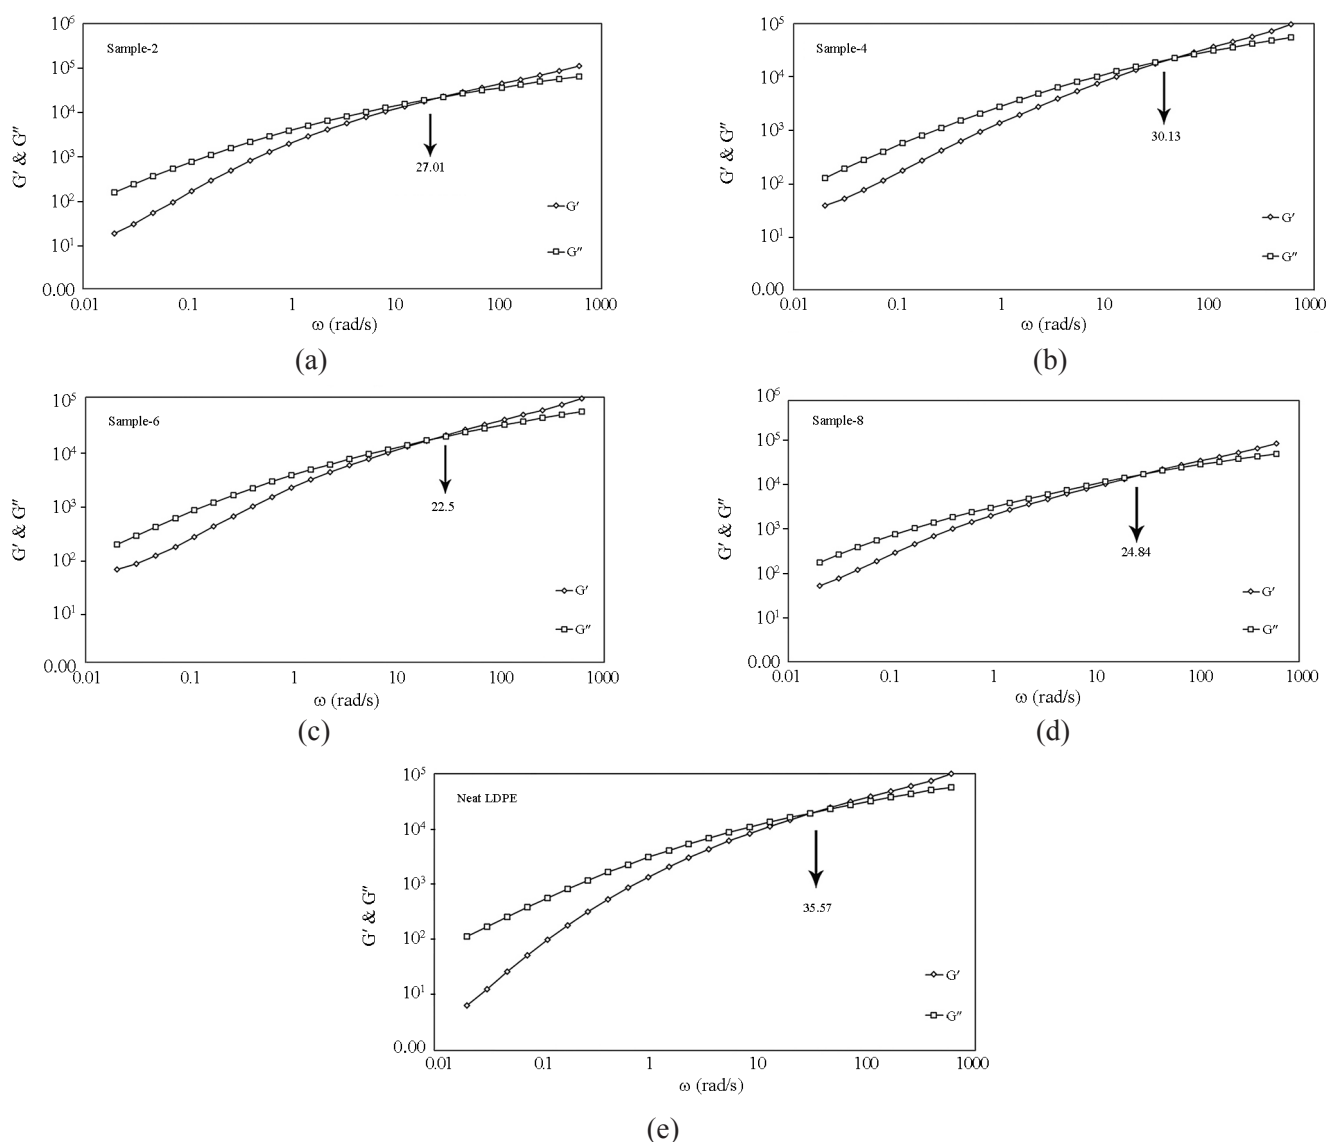 Sample-2
10⁶
10⁵
10⁴
10³
10²
10¹
0.00
G′ & G″
27.01
G′
G″
0.01 0.1 1 10 100 1000
ω (rad/s)
(a)
Sample-4
10⁵
10⁴
10³
10²
10¹
0.00
G′ & G″
30.13
G′
G″
0.01 0.1 1 10 100 1000
ω (rad/s)
(b)
Sample-6
10⁵
10⁴
10³
10²
10¹
0.00
G′ & G″
22.5
G′
G″
0.01 0.1 1 10 100 1000
ω (rad/s)
(c)
Sample-8
10⁶
10⁵
10⁴
10³
10²
10¹
0.00
G′ & G″
24.84
G′
G″
0.01 0.1 1 10 100 1000
ω (rad/s)
(d)
Neat LDPE
10⁵
10⁴
10³
10²
10¹
0.00
G′ & G″
35.57
G′
G″
0.01 0.1 1 10 100 1000
ω (rad/s)
(e)